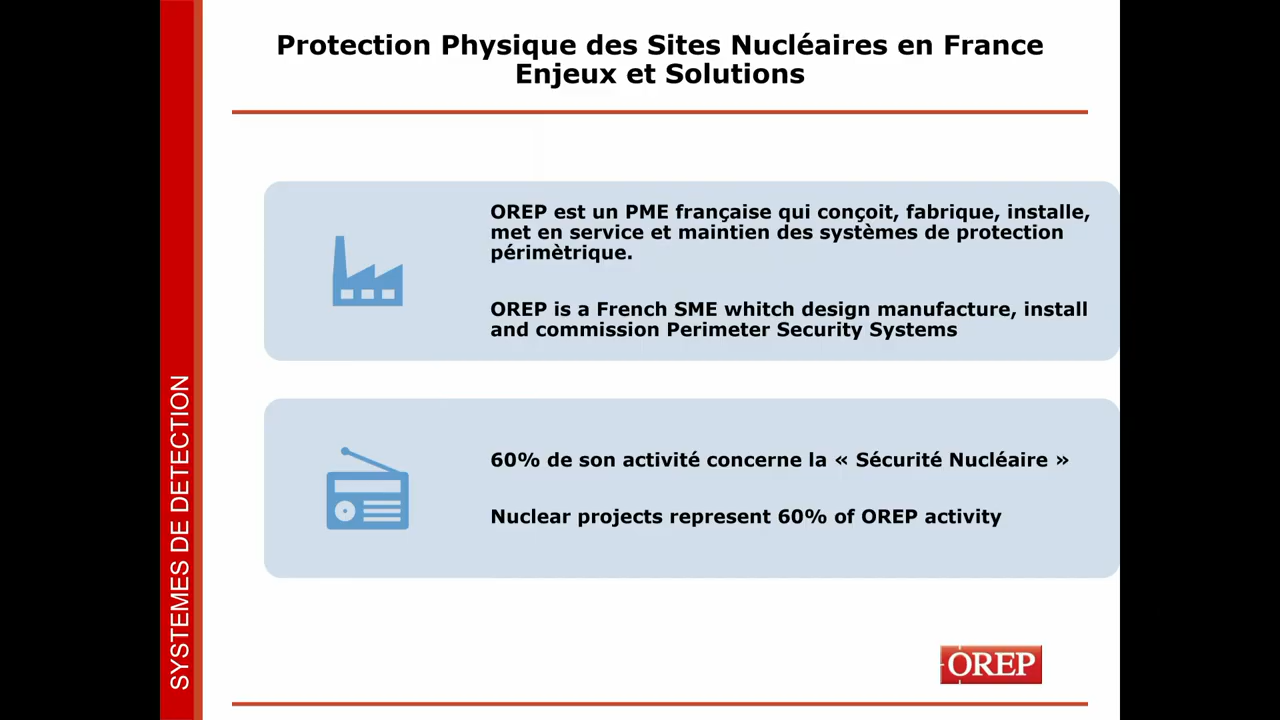 Protection Physique des Sites Nucléaires en France
Enjeux et Solutions
OREP est un PME française qui conçoit, fabrique, installe,
met en service et maintien des systèmes de protection
périmètrique.
OREP is a French SME whitch design manufacture, install
and commission Perimeter Security Systems
60% de son activité concerne la « Sécurité Nucléaire »
Nuclear projects represent 60% of OREP activity
SYSTEMES DE DETECTION
OREP